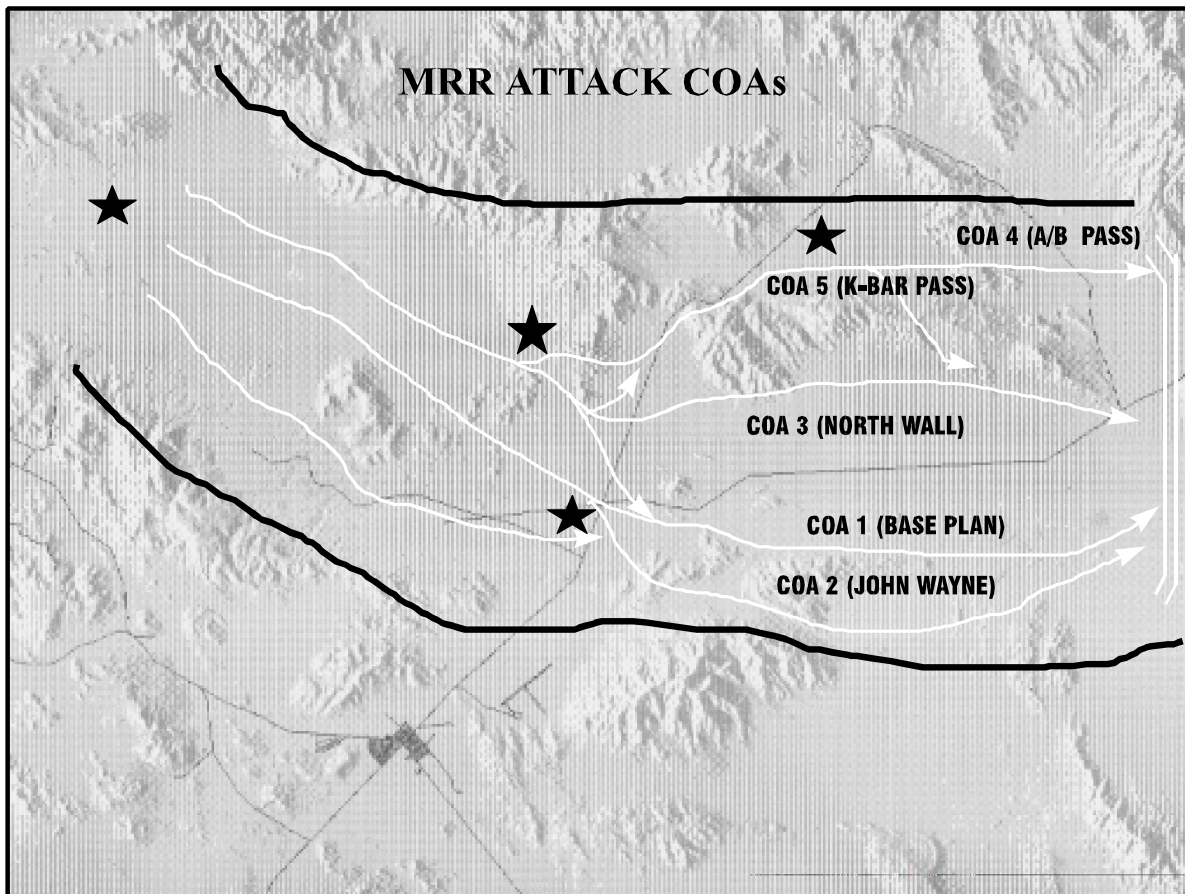 MRR ATTACK COAs
COA 4 (A/B PASS)
COA 5 (K-BAR PASS)
COA 3 (NORTH WALL)
COA 1 (BASE PLAN)
COA 2 (JOHN WAYNE)